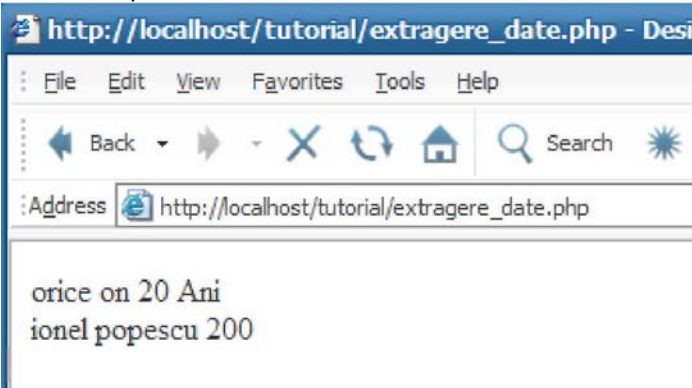 http://localhost/tutorial/extragere_date.php - Desi
File Edit View Favorites Tools Help
Back Search
Address http://localhost/tutorial/extragere_date.php
orice on 20 Ani
ionel popescu 200